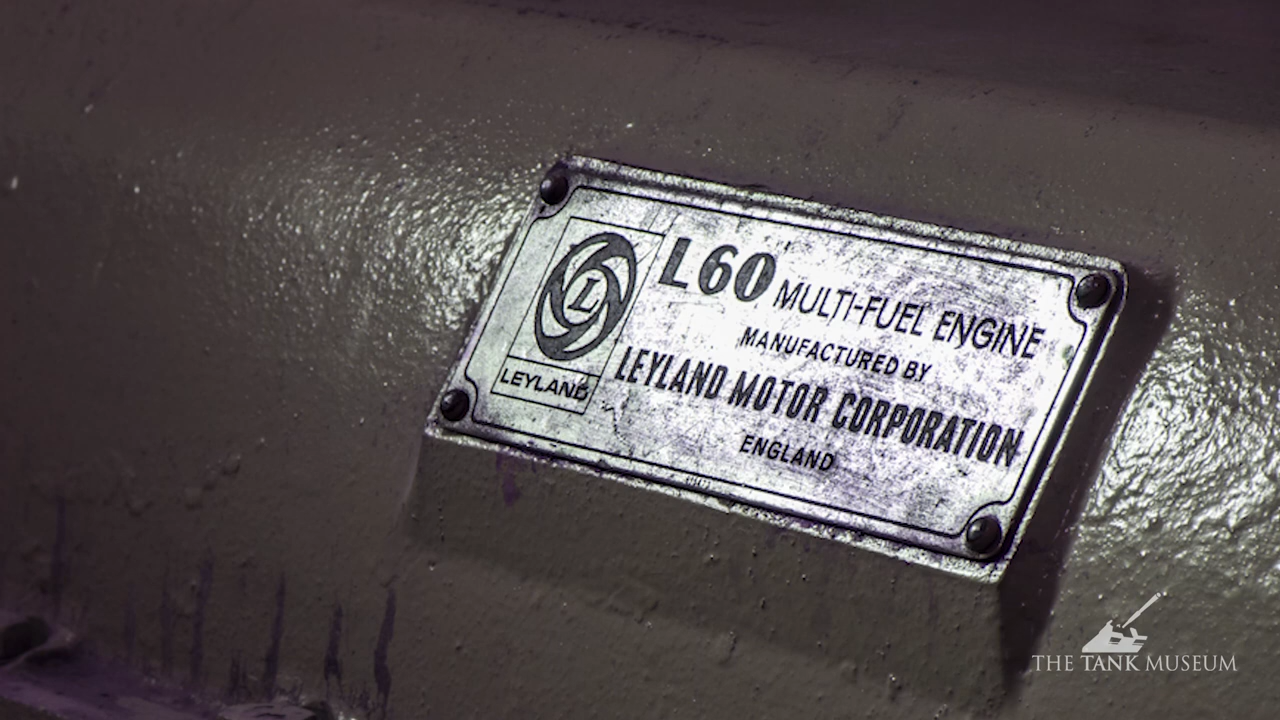 L60 MULTI-FUEL ENGINE
MANUFACTURED BY
LEYLAND MOTOR CORPORATION
ENGLAND
L
LEYLAND
THE TANK MUSEUM